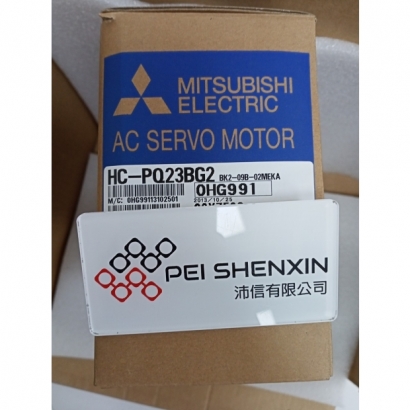 MITSUBISHI
ELECTRIC
AC SERVO MOTOR
HC-PQ23BG2 BK2-09B-02MEKA
OHG991
M/C: OHG99113102501 2013/10/25
PEI SHENXIN
沛信有限公司